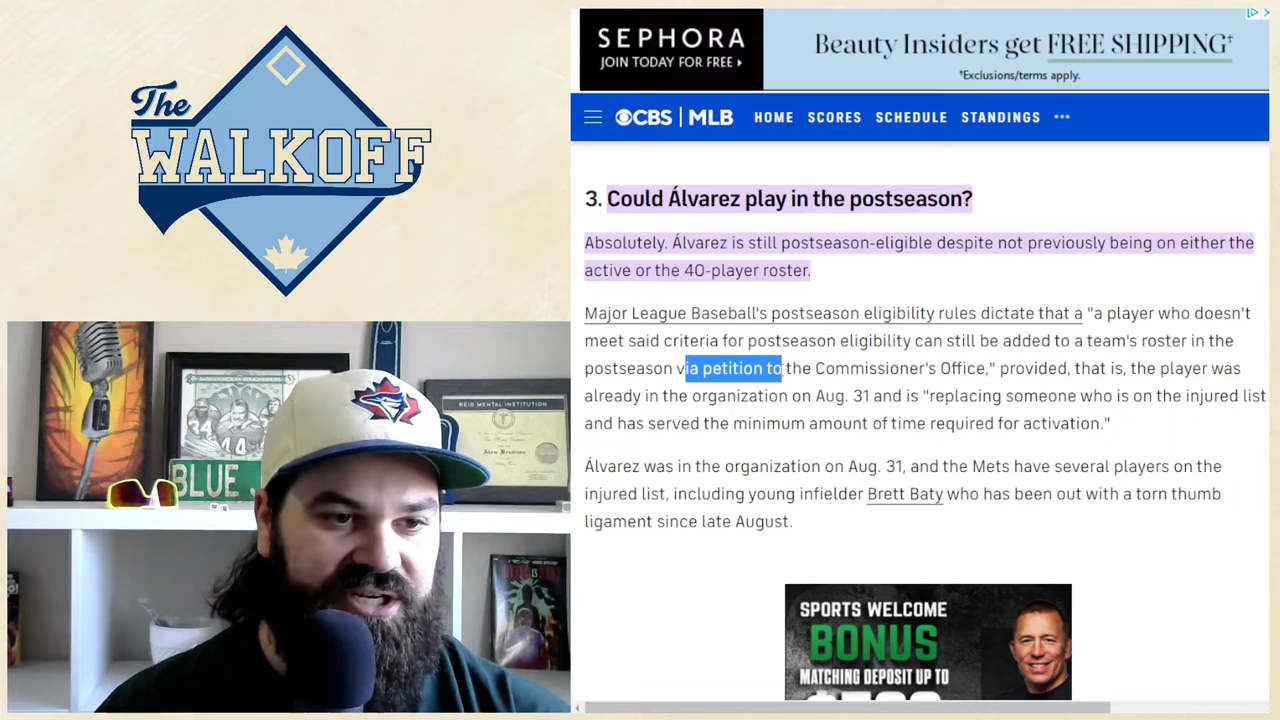 The
WALKOFF
SEPHORA
JOIN TODAY FOR FREE ▸
Beauty Insiders get FREE SHIPPING†
†Exclusions/terms apply.
CBS | MLB HOME SCORES SCHEDULE STANDINGS •••
3. Could Álvarez play in the postseason?
Absolutely. Álvarez is still postseason-eligible despite not previously being on either the
active or the 40-player roster.
Major League Baseball's postseason eligibility rules dictate that a "a player who doesn't
meet said criteria for postseason eligibility can still be added to a team's roster in the
postseason via petition to the Commissioner's Office," provided, that is, the player was
already in the organization on Aug. 31 and is "replacing someone who is on the injured list
and has served the minimum amount of time required for activation."
Álvarez was in the organization on Aug. 31, and the Mets have several players on the
injured list, including young infielder Brett Baty who has been out with a torn thumb
ligament since late August.
SPORTS WELCOME
BONUS
MATCHING DEPOSIT UP TO
REID MENTAL INSTITUTION
34
44
BLUE J